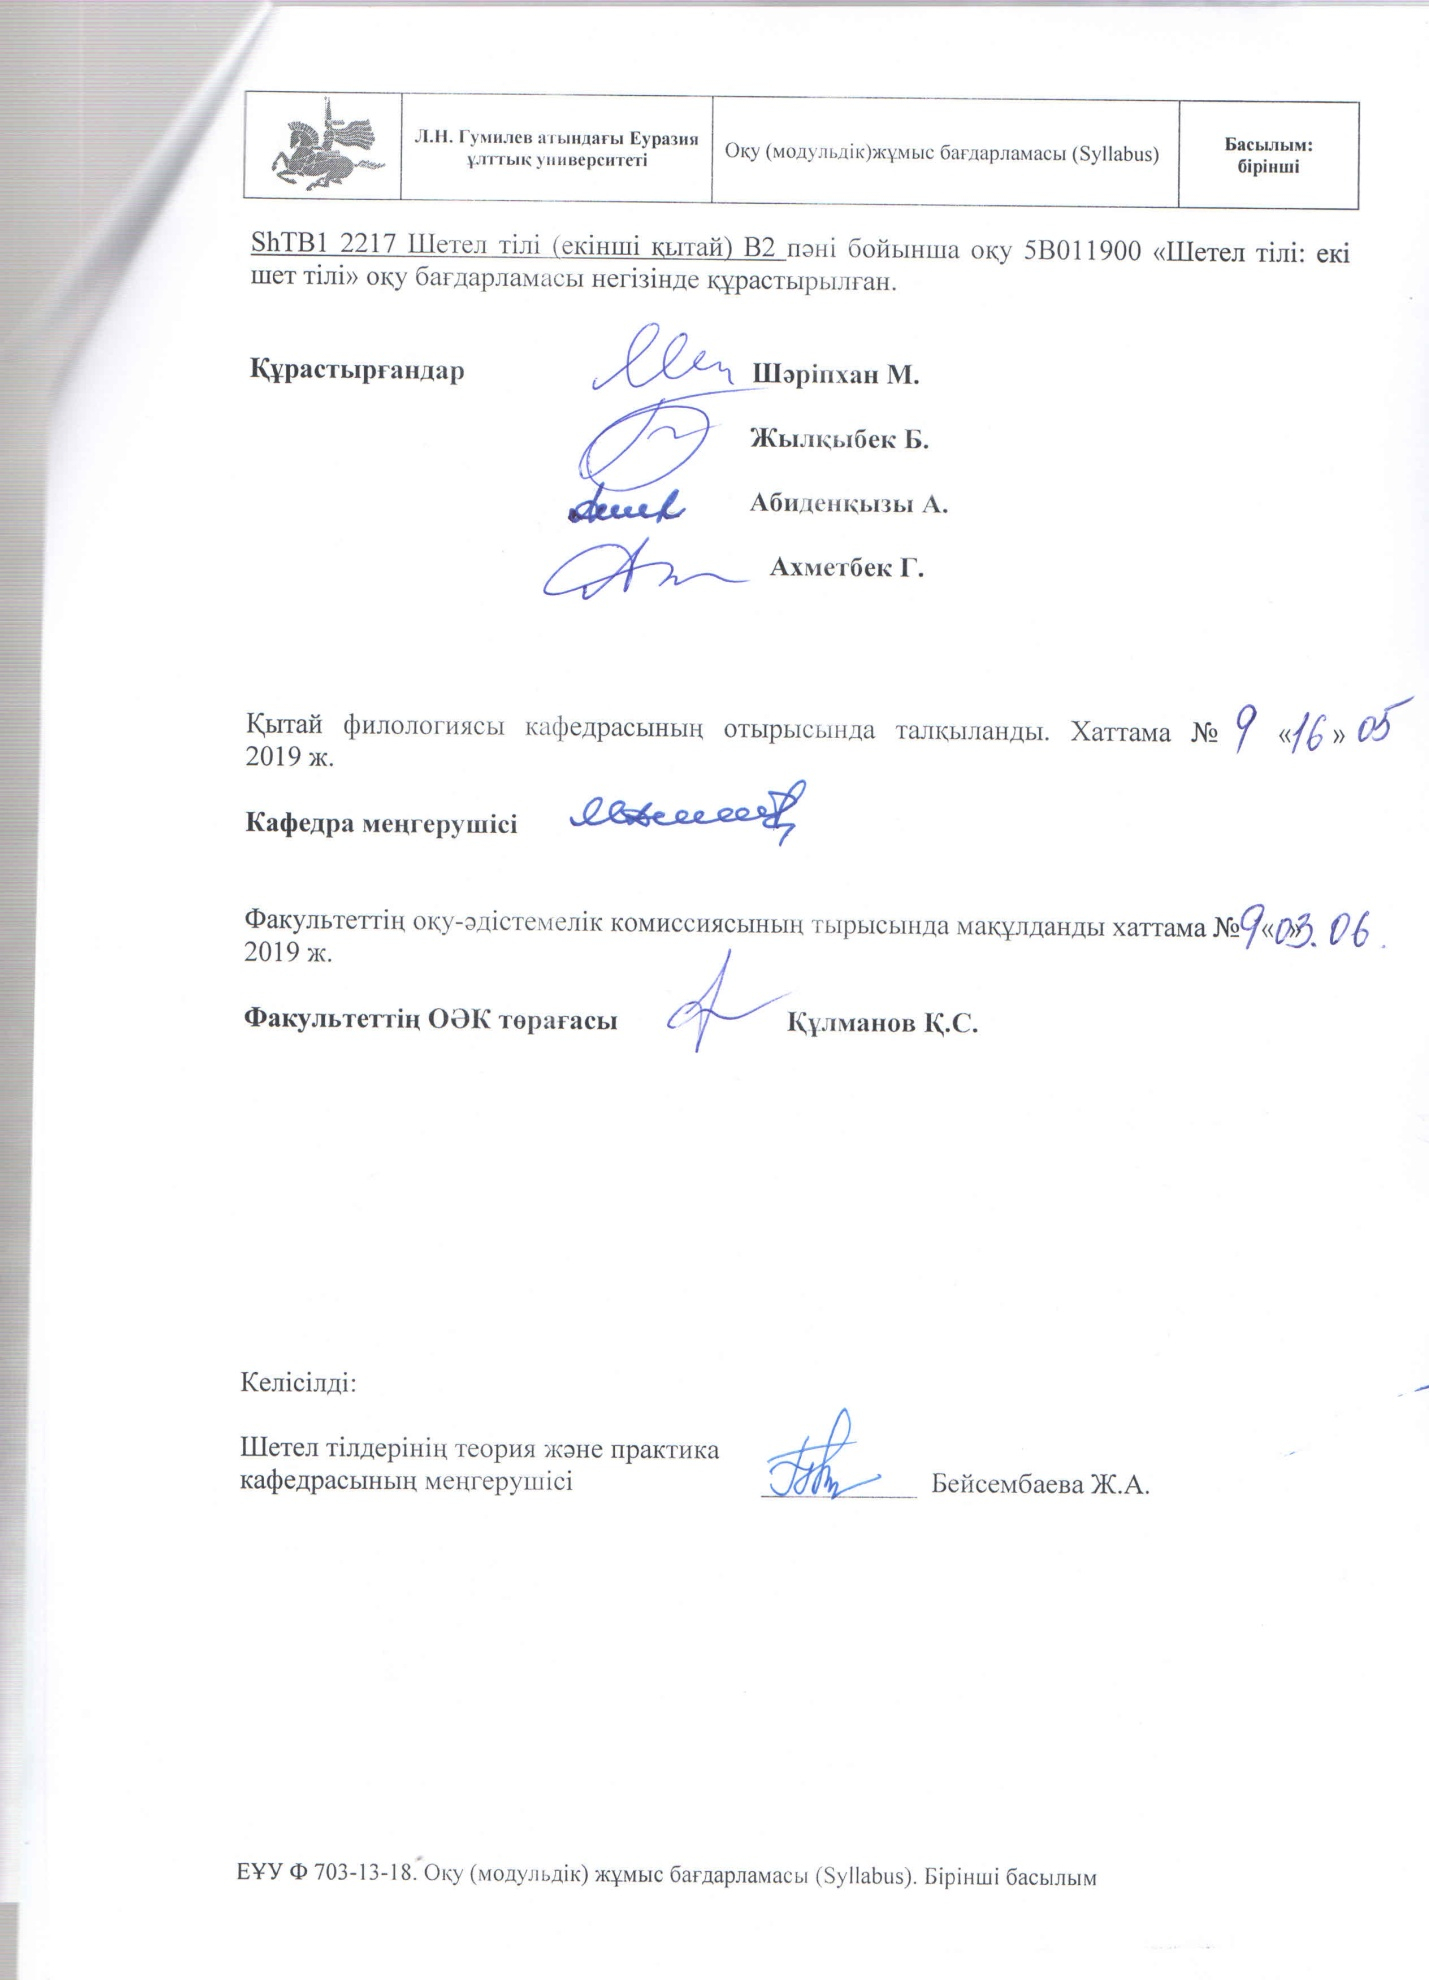 Л.Н. Гумилев атындағы Еуразия
ұлттық университеті
Оқу (модульдік)жұмыс бағдарламасы (Syllabus)
Басылым:
бірінші
ShTB1 2217 Шетел тілі (екінші қытай) В2 пәні бойынша оқу 5В011900 «Шетел тілі: екі
шет тілі» оқу бағдарламасы негізінде құрастырылған.
Құрастырғандар
Шәріпхан М.
Жылқыбек Б.
Абиденқызы А.
Ахметбек Г.
Қытай филологиясы кафедрасының отырысында талқыланды. Хаттама № 9 «16» 05
2019 ж.
Кафедра меңгерушісі
Факультеттің оқу-әдістемелік комиссиясының тырысында мақұлданды хаттама №9 «03». 06.
2019 ж.
Факультеттің ОӘК төрағасы Құлманов Қ.С.
Келісілді:
Шетел тілдерінің теория және практика
кафедрасының меңгерушісі Бейсембаева Ж.А.
ЕҰУ Ф 703-13-18. Оқу (модульдік) жұмыс бағдарламасы (Syllabus). Бірінші басылым